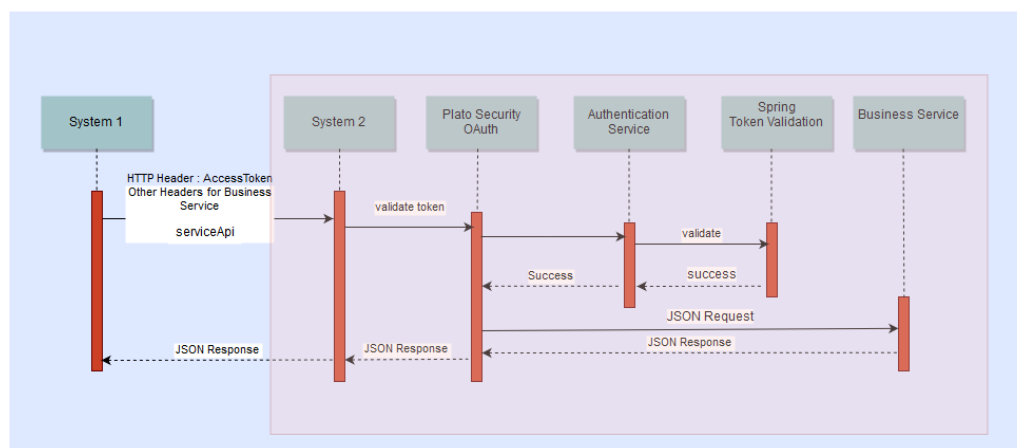 System 1
System 2
Plato Security
OAuth
Authentication
Service
Spring
Token Validation
Business Service
HTTP Header : AccessToken
Other Headers for Business
Service
serviceApi
validate token
validate
Success
success
JSON Request
JSON Response
JSON Response
JSON Response